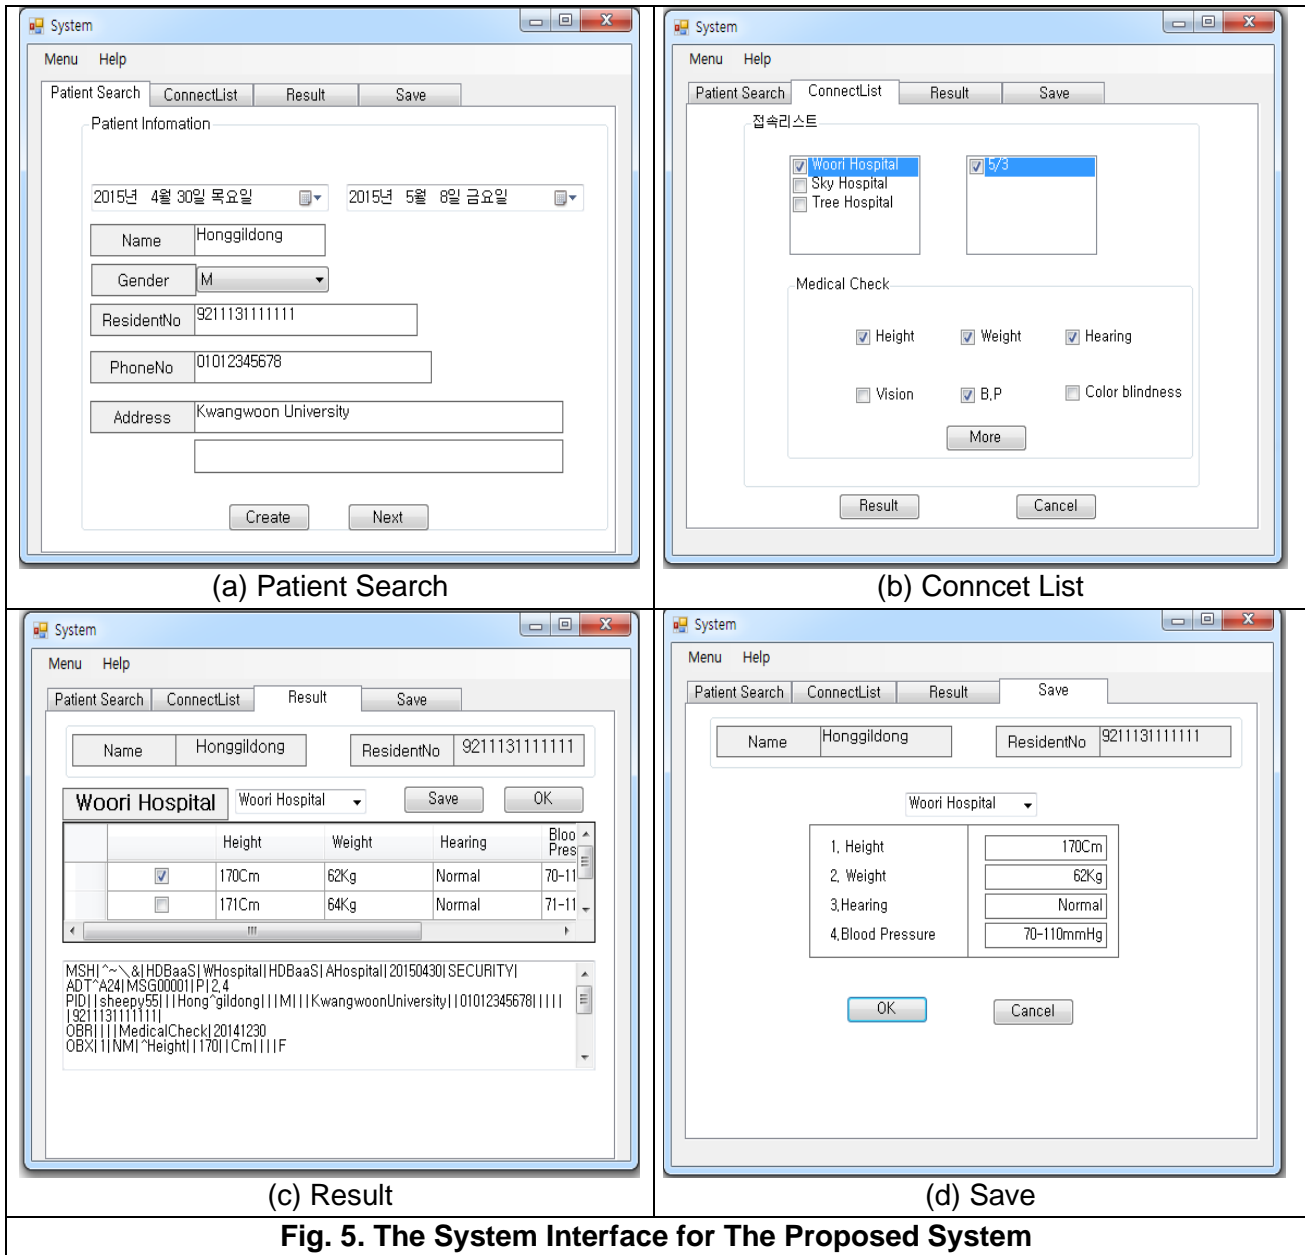 System
Menu Help
Patient Search ConnectList Result Save
Patient Infomation
2015년 4월 30일 목요일 2015년 5월 8일 금요일
Name Honggildong
Gender M
ResidentNo 9211131111111
PhoneNo 01012345678
Address Kwangwoon University
Create Next
(a) Patient Search
System
Menu Help
Patient Search ConnectList Result Save
접속리스트
Woori Hospital 5/3
Sky Hospital
Tree Hospital
Medical Check
Height Weight Hearing
Vision B,P Color blindness
More
Result Cancel
(b) Conncet List
System
Menu Help
Patient Search ConnectList Result Save
Name Honggildong ResidentNo 9211131111111
Woori Hospital Woori Hospital Save OK
Height Weight Hearing Bloo
Pres
170Cm 62Kg Normal 70-11
171Cm 64Kg Normal 71-11
MSH|^~\&|HDBaaS|WHospital|HDBaaS|AHospital|20150430|SECURITY|
ADT^A24|MSG00001|P|2,4
PID||sheepy55|||Hong^gildong|||M|||KwangwoonUniversity||01012345678|||||
|9211131111111|
OBR||||MedicalCheck|20141230
OBX|1|NM|^Height||170||Cm||||F
(c) Result
System
Menu Help
Patient Search ConnectList Result Save
Name Honggildong ResidentNo 9211131111111
Woori Hospital
1, Height 170Cm
2, Weight 62Kg
3,Hearing Normal
4,Blood Pressure 70-110mmHg
OK Cancel
(d) Save
Fig. 5. The System Interface for The Proposed System